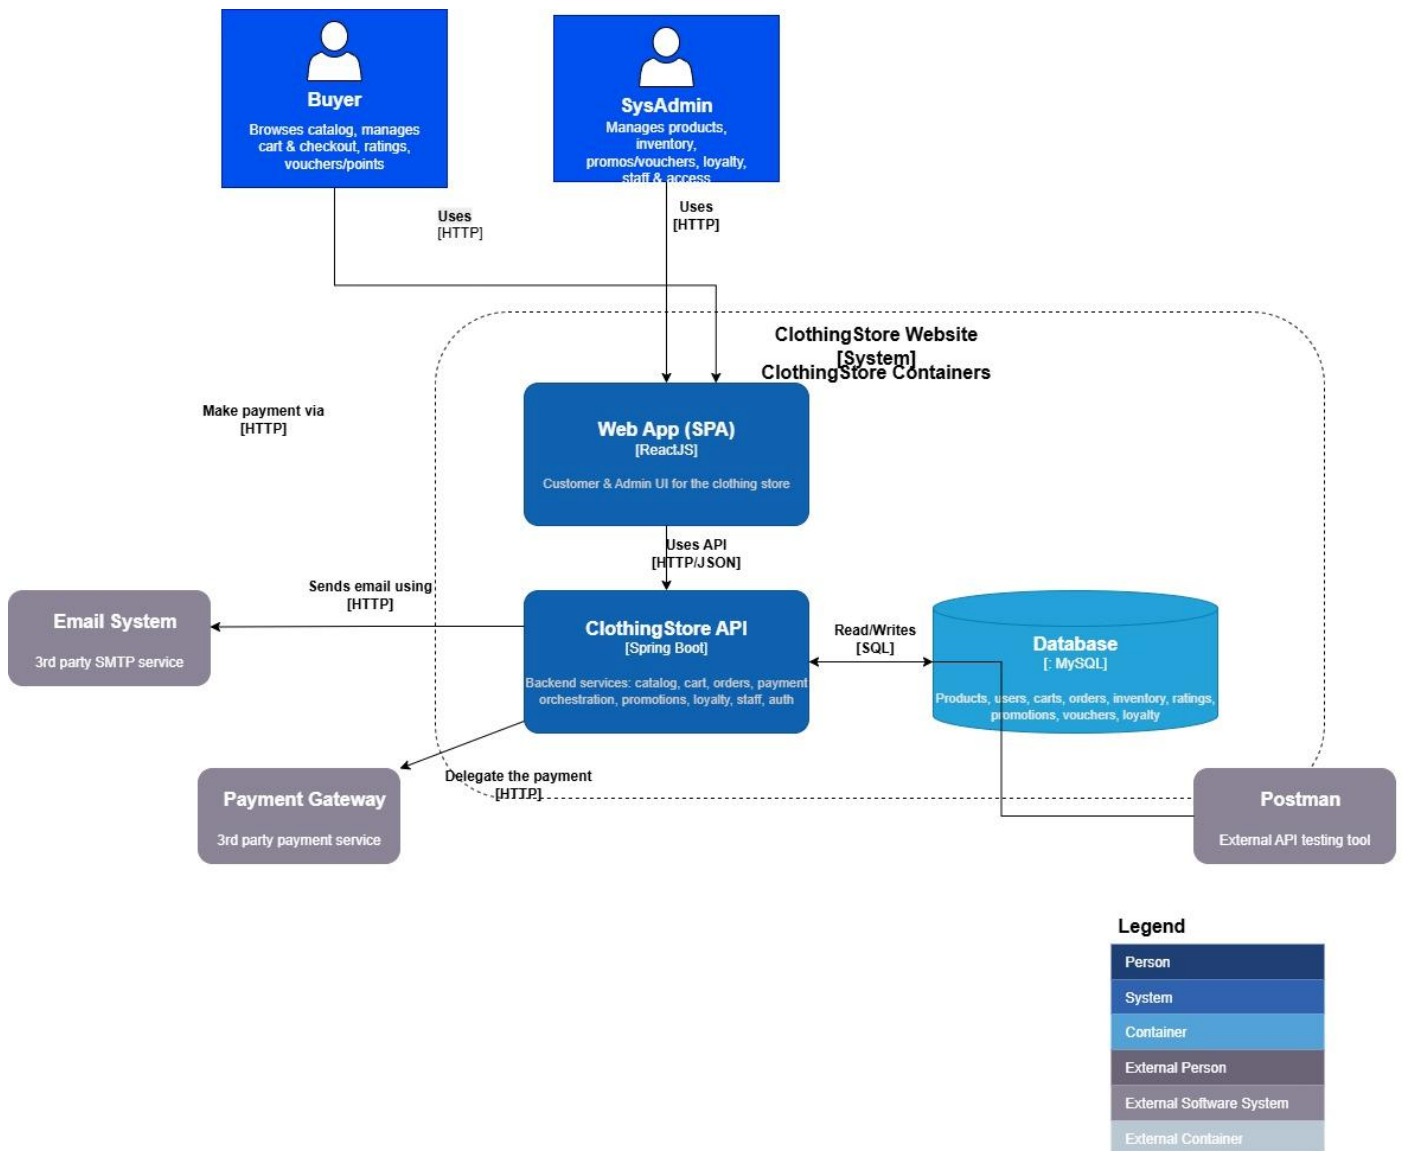 Buyer
Browses catalog, manages
cart & checkout, ratings,
vouchers/points
SysAdmin
Manages products,
inventory,
promos/vouchers, loyalty,
staff & access
Uses
[HTTP]
Uses
[HTTP]
ClothingStore Website
[System]
ClothingStore Containers
Make payment via
[HTTP]
Web App (SPA)
[ReactJS]
Customer & Admin UI for the clothing store
Uses API
[HTTP/JSON]
Sends email using
[HTTP]
Email System
3rd party SMTP service
ClothingStore API
[Spring Boot]
Backend services: catalog, cart, orders, payment
orchestration, promotions, loyalty, staff, auth
Read/Writes
[SQL]
Database
[: MySQL]
Products, users, carts, orders, inventory, ratings,
promotions, vouchers, loyalty
Delegate the payment
[HTTP]
Payment Gateway
3rd party payment service
Postman
External API testing tool
Legend
Person
System
Container
External Person
External Software System
External Container